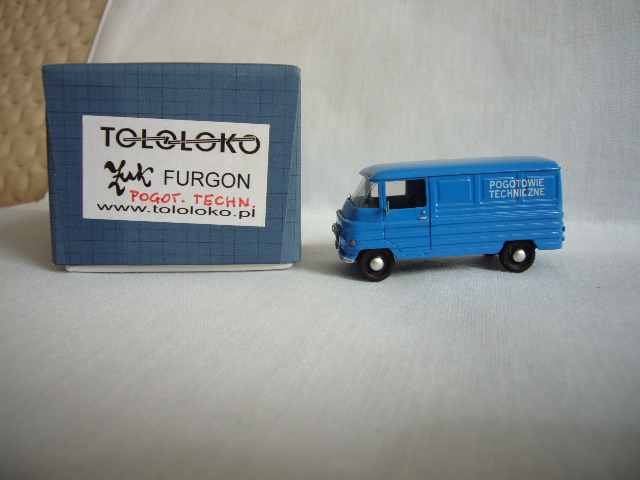 TOLOLOKO
Żuk FURGON
POGOT. TECHN.
www.tololoko.pl
POGOTOWIE
TECHNICZNE